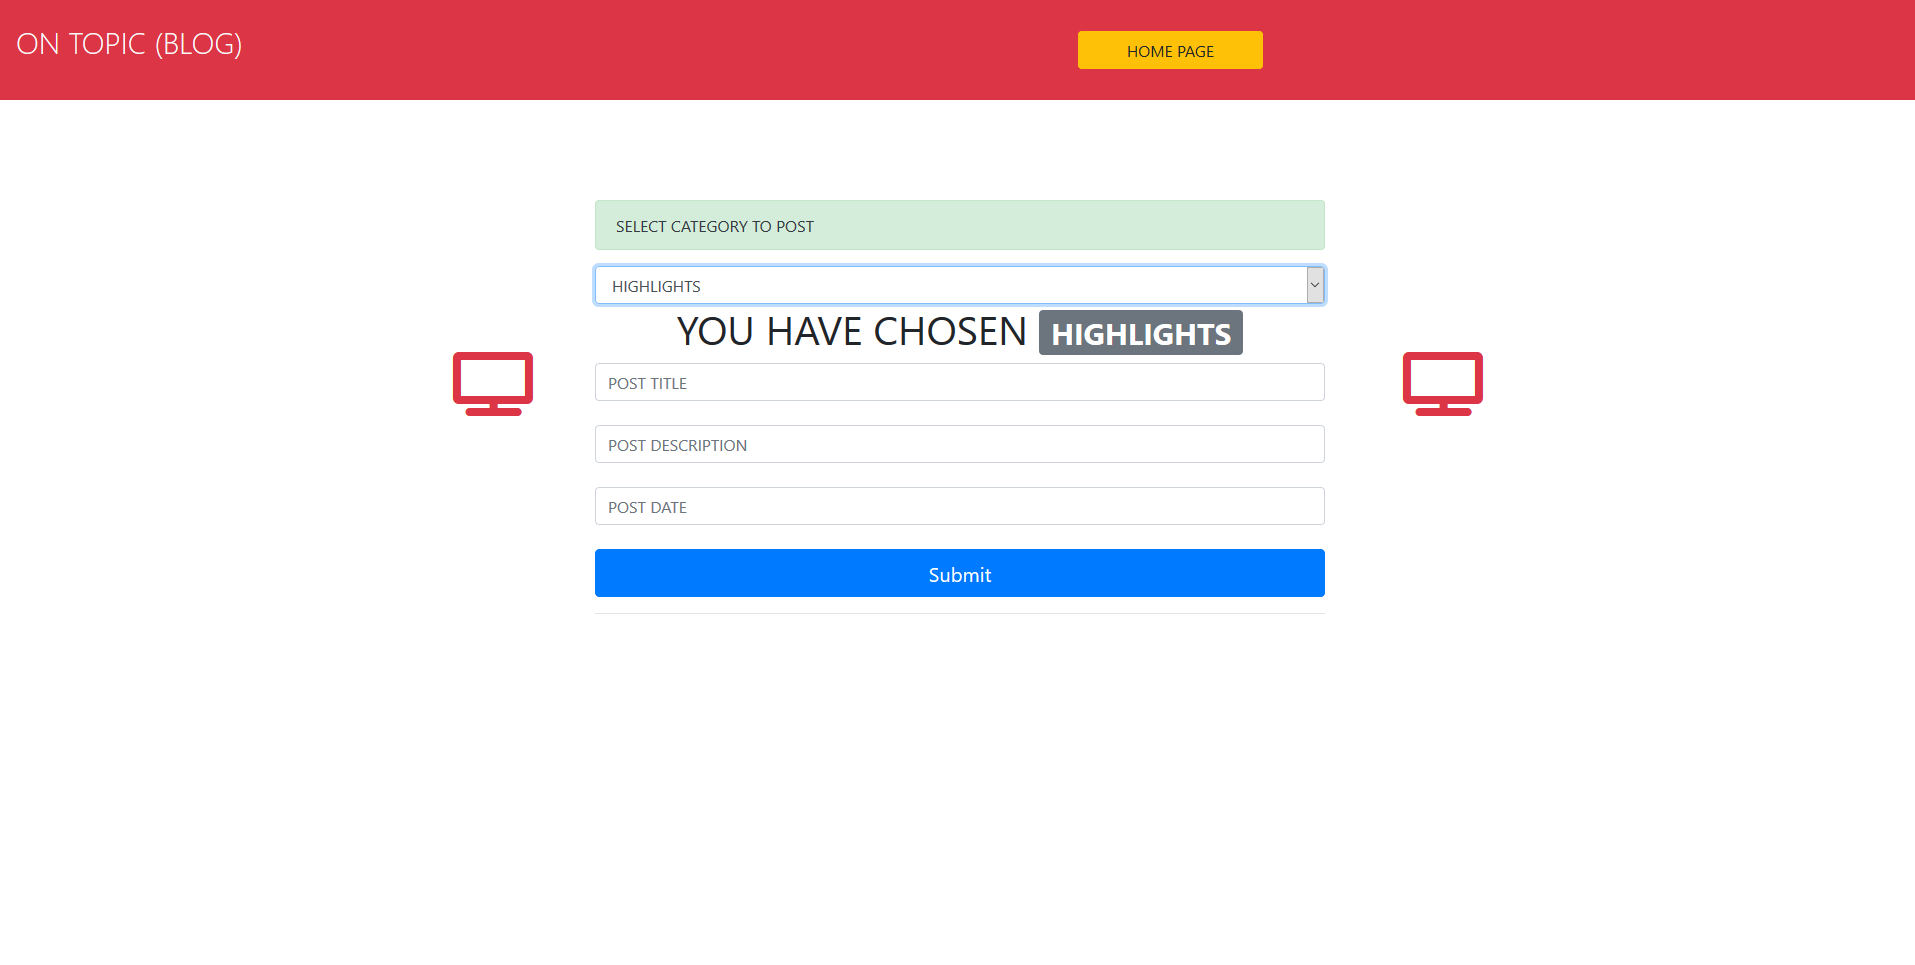 ON TOPIC (BLOG)
HOME PAGE
SELECT CATEGORY TO POST
HIGHLIGHTS
YOU HAVE CHOSEN HIGHLIGHTS
POST TITLE
POST DESCRIPTION
POST DATE
Submit